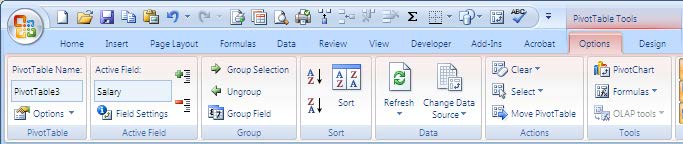 PivotTable Tools
Home Insert Page Layout Formulas Data Review View Developer Add-Ins Acrobat Options Design
PivotTable Name: Active Field: Group Selection Clear PivotChart
PivotTable3 Salary Ungroup Sort Refresh Change Data Source Select Formulas
Options Field Settings Group Field Move PivotTable OLAP tools
PivotTable Active Field Group Sort Data Actions Tools